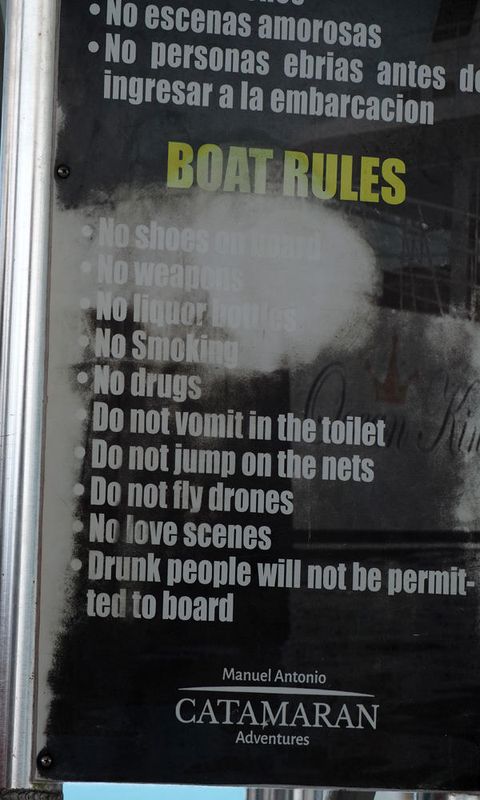 • No escenas amorosas
• No personas ebrias antes de
ingresar a la embarcacion
BOAT RULES
• No shoes on board
• No weapons
• No liquor bottles
• No Smoking
• No drugs
Do not vomit in the toilet
• Do not jump on the nets
• Do not fly drones
• No love scenes
• Drunk people will not be permit-
ted to board
Manuel Antonio
CATAMARAN
Adventures